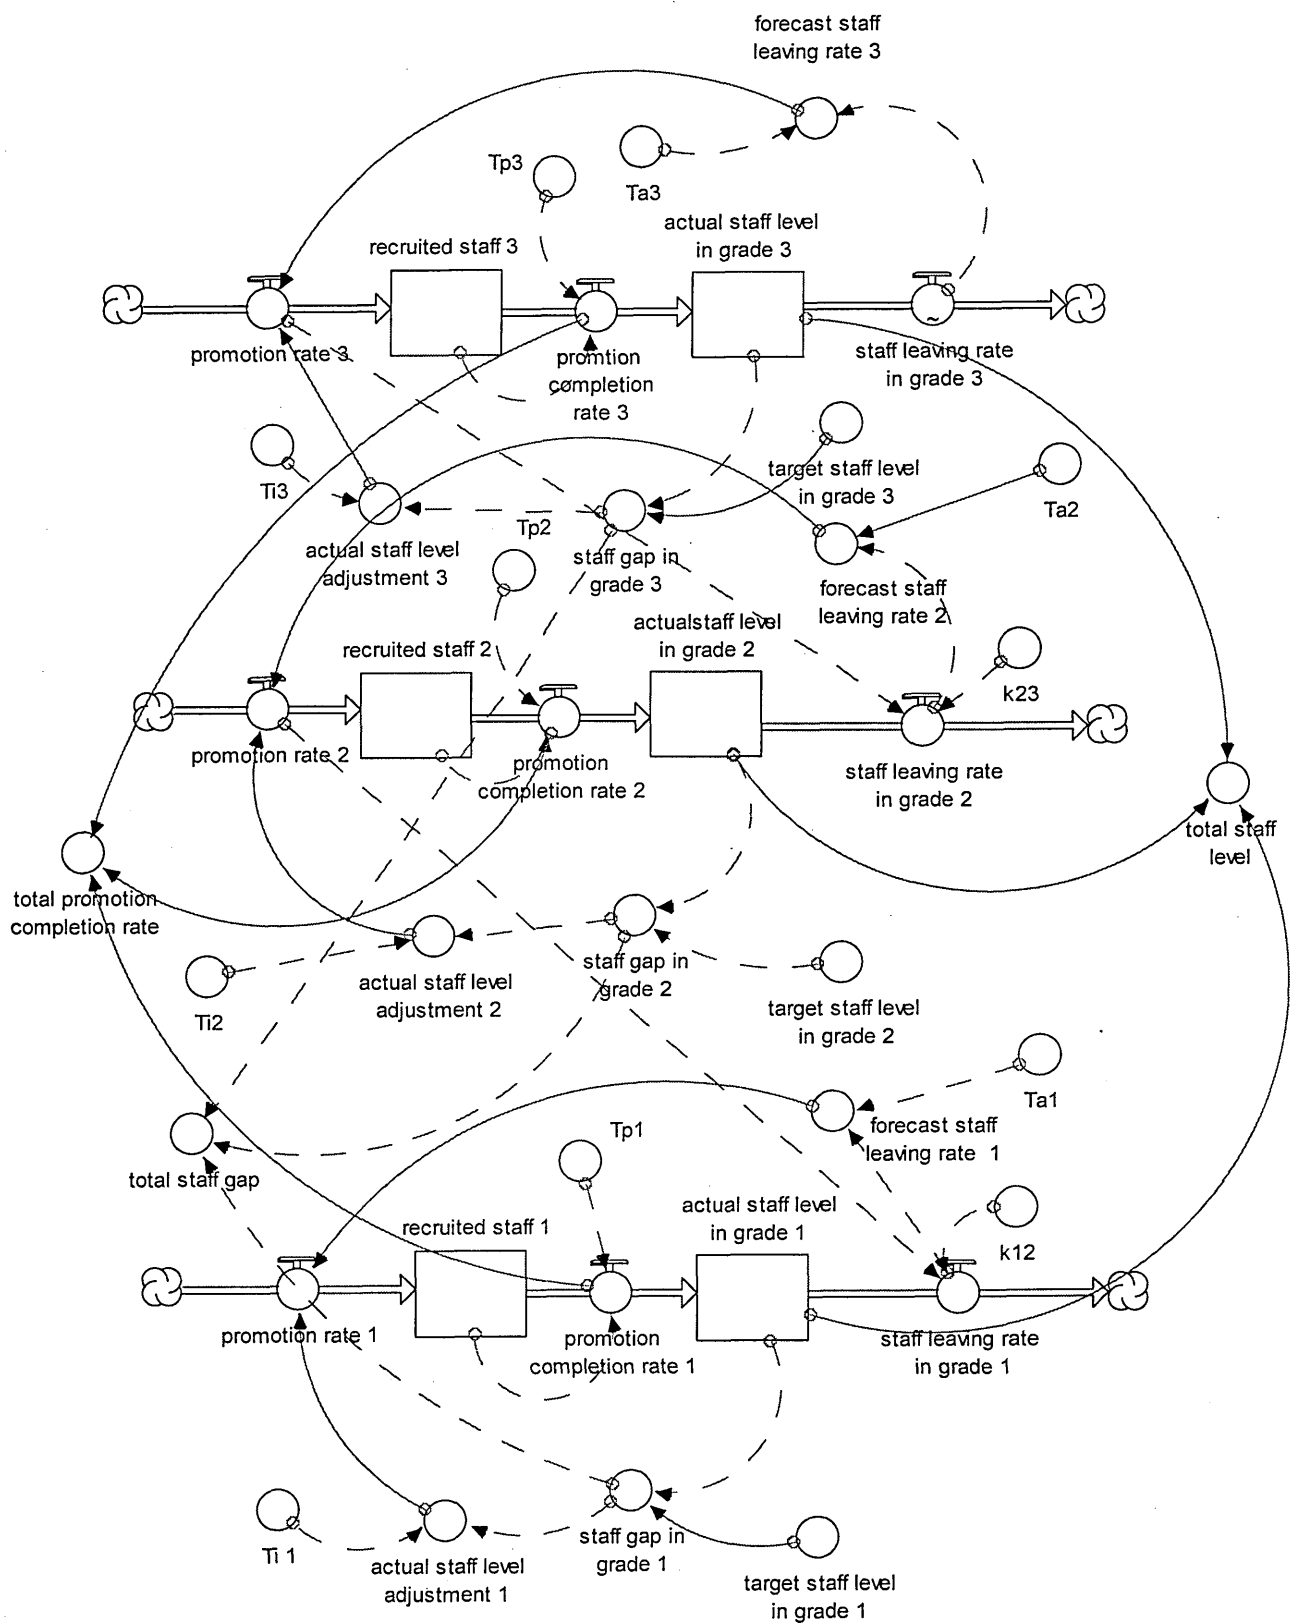 forecast staff
leaving rate 3
Tp3
Ta3
actual staff level
in grade 3
recruited staff 3
promotion rate 3
promtion
completion
rate 3
staff leaving rate
in grade 3
Ti3
target staff level
in grade 3
Ta2
Tp2
actual staff level
adjustment 3
staff gap in
grade 3
forecast staff
leaving rate 2
actualstaff level
in grade 2
recruited staff 2
k23
promotion rate 2
promotion
completion rate 2
staff leaving rate
in grade 2
total staff
level
total promotion
completion rate
staff gap in
grade 2
actual staff level
adjustment 2
Ti2
target staff level
in grade 2
Ta1
forecast staff
leaving rate 1
Tp1
total staff gap
actual staff level
in grade 1
recruited staff 1
k12
promotion rate 1
promotion
completion rate 1
staff leaving rate
in grade 1
Ti 1
staff gap in
grade 1
actual staff level
adjustment 1
target staff level
in grade 1
~